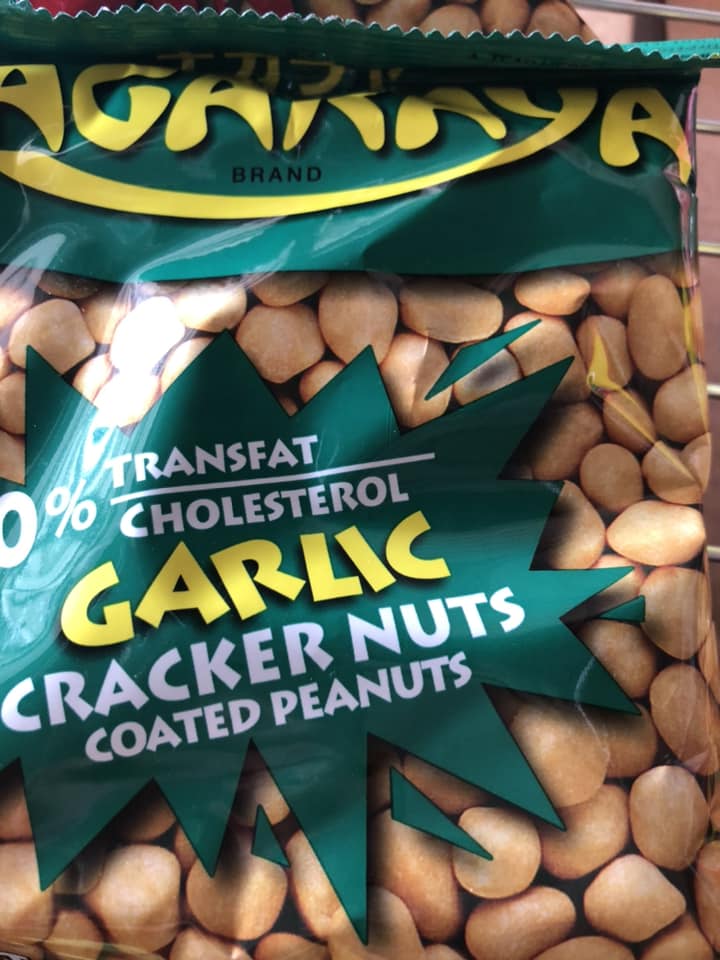 AGARAYA
BRAND
0% TRANSFAT
CHOLESTEROL
GARLIC
CRACKER NUTS
COATED PEANUTS